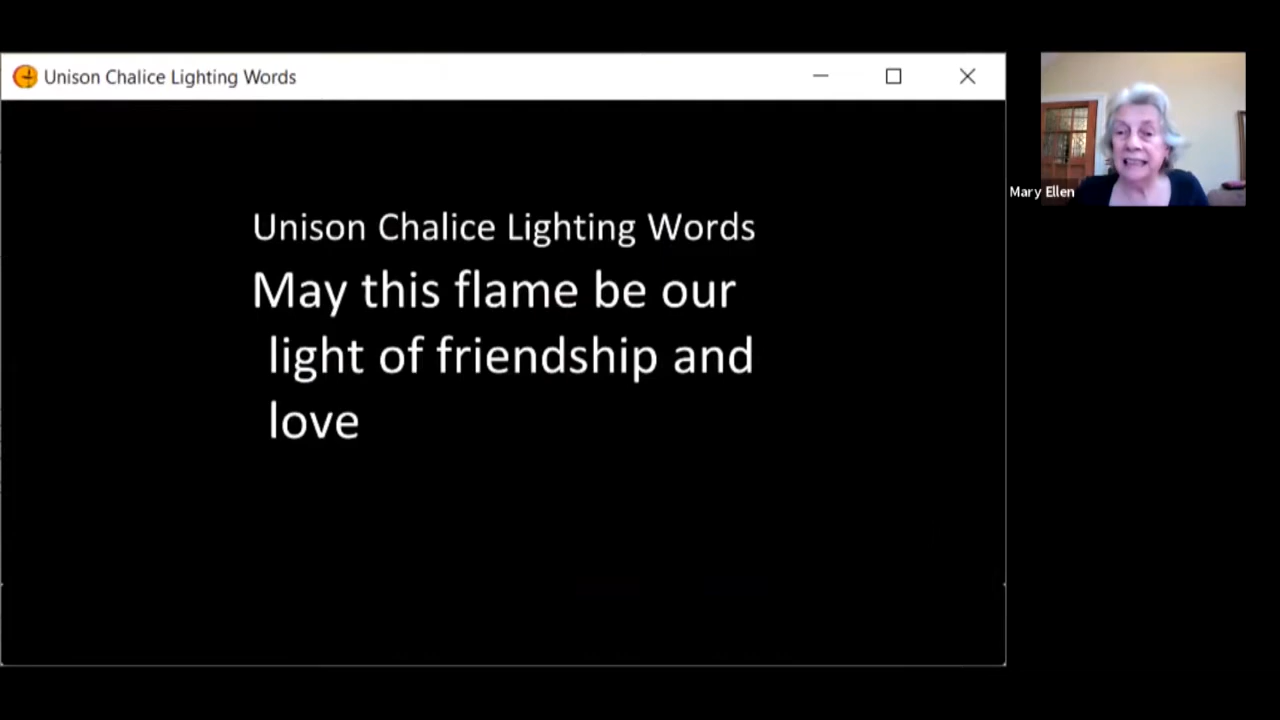 Unison Chalice Lighting Words
Unison Chalice Lighting Words
May this flame be our
light of friendship and
love
Mary Ellen